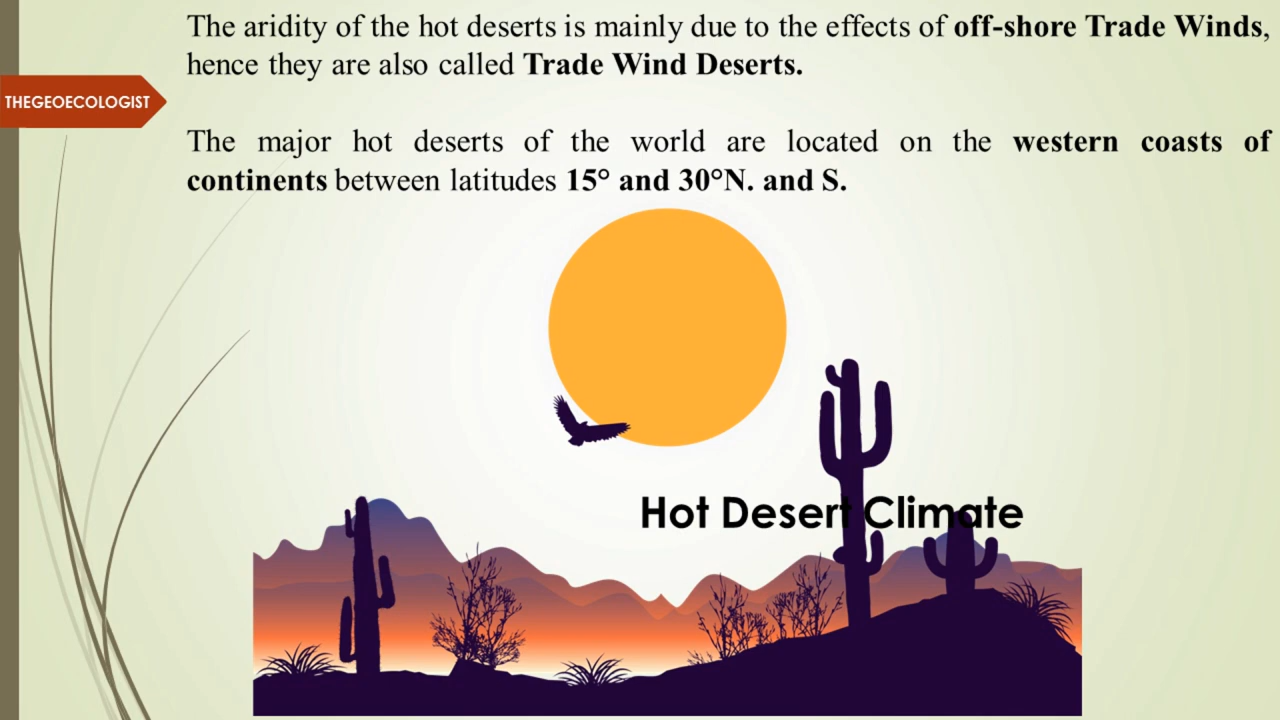 The aridity of the hot deserts is mainly due to the effects of off-shore Trade Winds,
hence they are also called Trade Wind Deserts.
THEGEOECOLOGIST
The major hot deserts of the world are located on the western coasts of
continents between latitudes 15° and 30°N. and S.
Hot Desert Climate